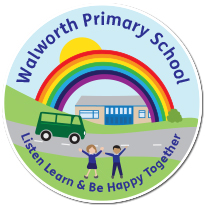 Walworth Primary School
Listen Learn & Be Happy Together